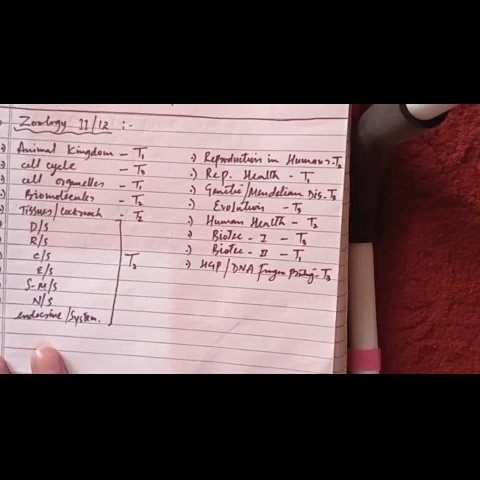 Zoology 11/12 :-
Animal Kingdom - T1
cell cycle - T3
cell organelles - T1
Biomolecules - T2
Tissues/Cockroach - T2
D/S
R/S
C/S
E/S
S-M/S
N/S
endocrine/System.
T2
Reproduction in Humans - T2
Rep. Health - T1
Genetic/Mendelian Dis. T3
Evolution - T3
Human Health - T2
Biotec - I - T3
Biotec - II - T1
HGP/DNA finger printing - T3